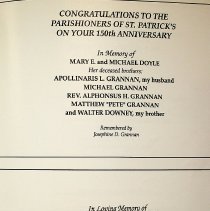 CONGRATULATIONS TO THE
PARISHIONERS OF ST. PATRICK'S
ON YOUR 150th ANNIVERSARY
In Memory of
MARY E. and MICHAEL DOYLE
Her deceased brothers:
APOLLINARIS L. GRANNAN, my husband
MICHAEL GRANNAN
REV. ALPHONSUS H. GRANNAN
MATTHEW "PETE" GRANNAN
and WALTER DOWNEY, my brother
Remembered by
Josephine D. Grannan
In Loving Memory of